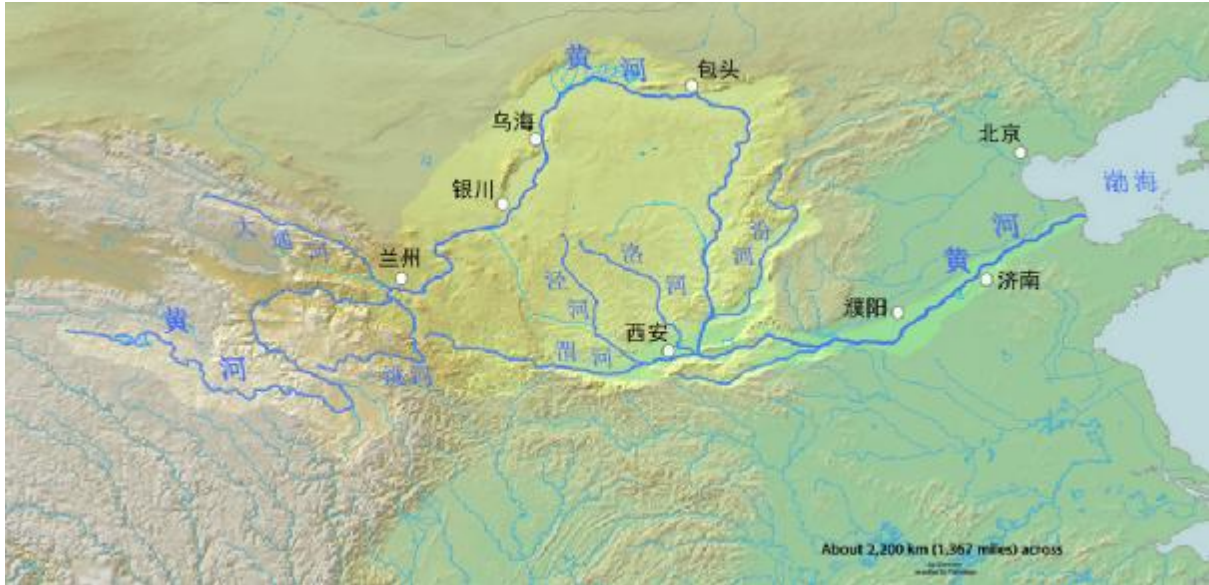 黄河
包头
乌海
北京
渤海
银川
大通河
汾河
洛河
黄河
兰州
泾河
济南
濮阳
黄河
西安
渭河
洮河
About 2,200 km (1,367 miles) across